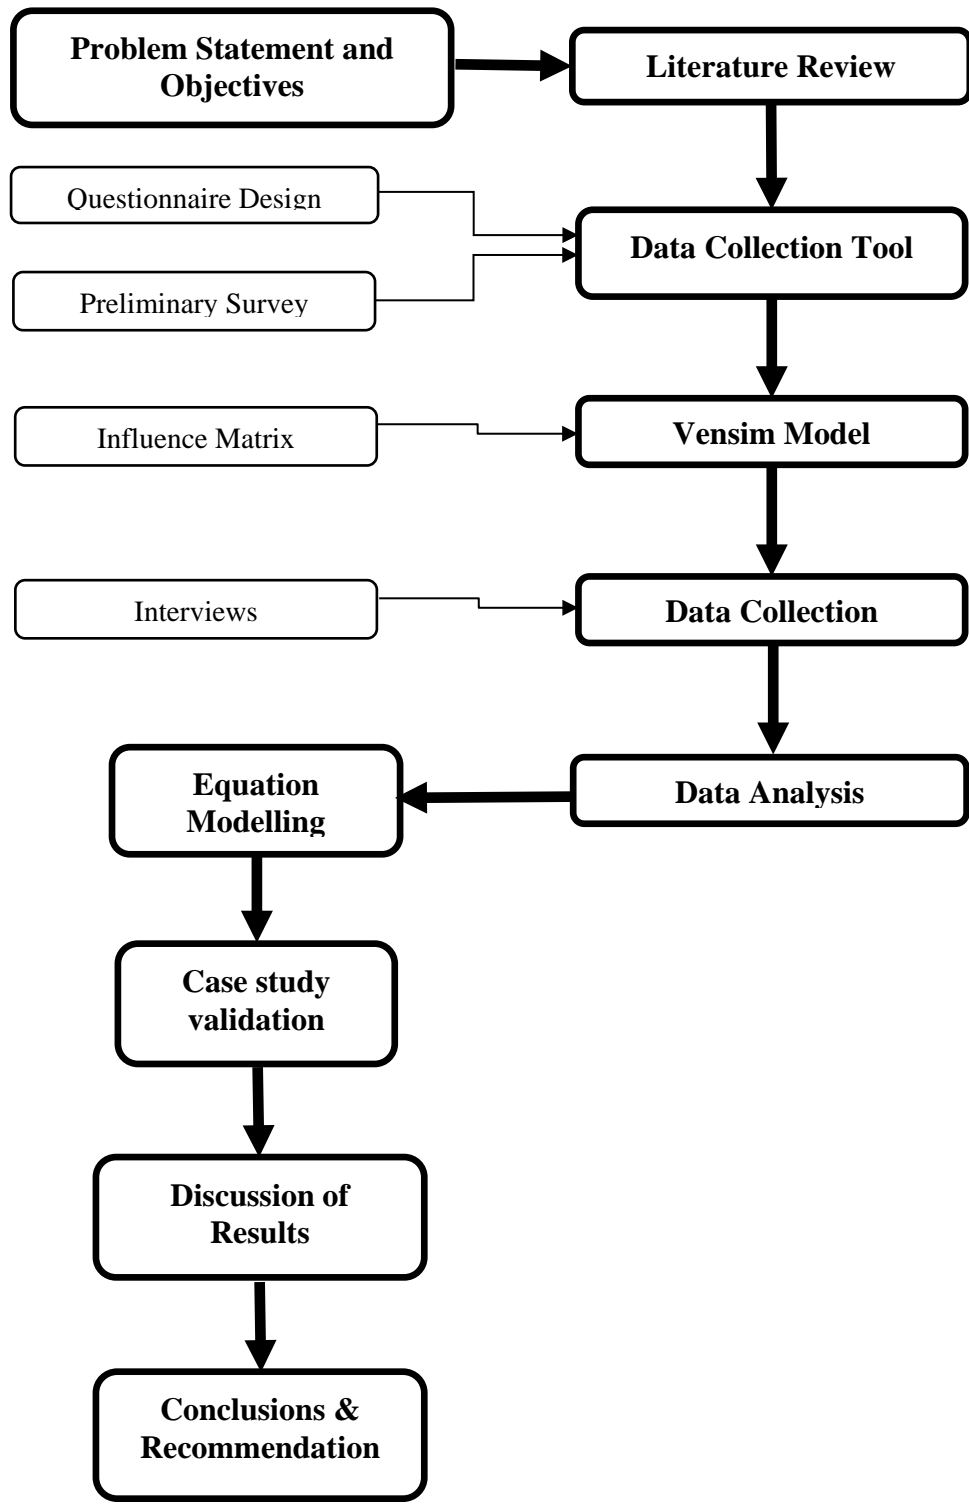 Problem Statement and
Objectives
Literature Review
Questionnaire Design
Data Collection Tool
Preliminary Survey
Influence Matrix
Vensim Model
Interviews
Data Collection
Equation
Modelling
Data Analysis
Case study
validation
Discussion of
Results
Conclusions &
Recommendation